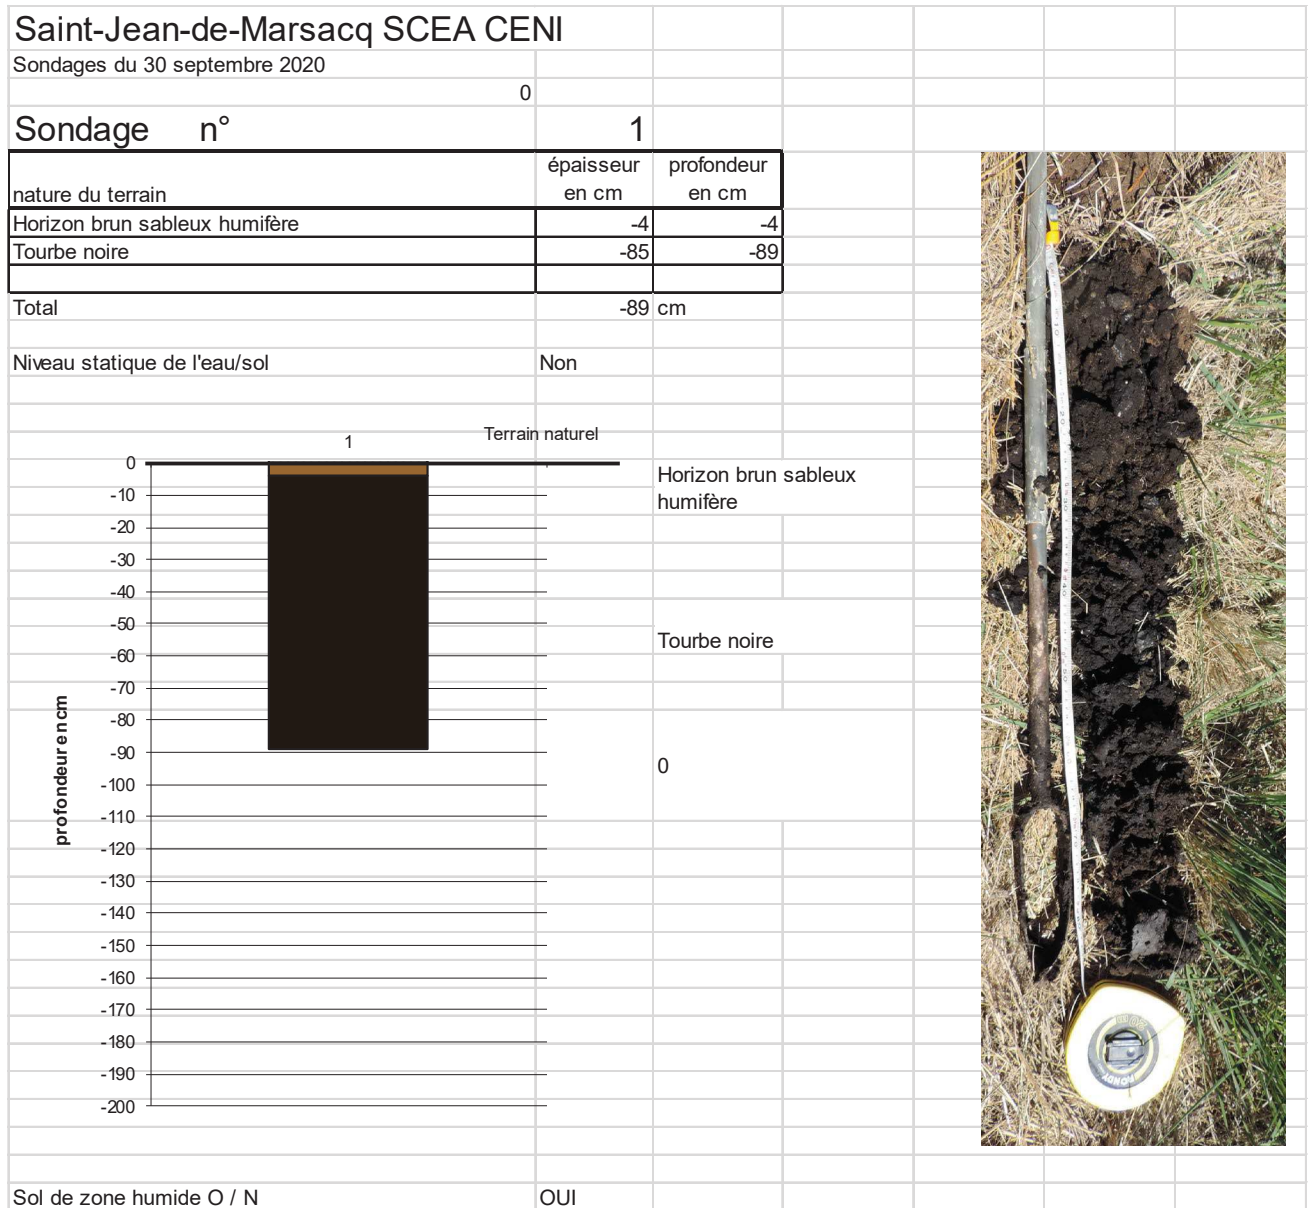 Saint-Jean-de-Marsacq SCEA CENI
Sondages du 30 septembre 2020
0
Sondage n° 1
nature du terrain épaisseur en cm profondeur en cm
Horizon brun sableux humifère -4 -4
Tourbe noire -85 -89
Total -89 cm
Niveau statique de l'eau/sol Non
1 Terrain naturel
0
-10
-20
-30
-40
-50
-60
-70
-80
-90
-100
-110
-120
-130
-140
-150
-160
-170
-180
-190
-200
profondeur en cm
Horizon brun sableux
humifère
Tourbe noire
0
Sol de zone humide O / N OUI